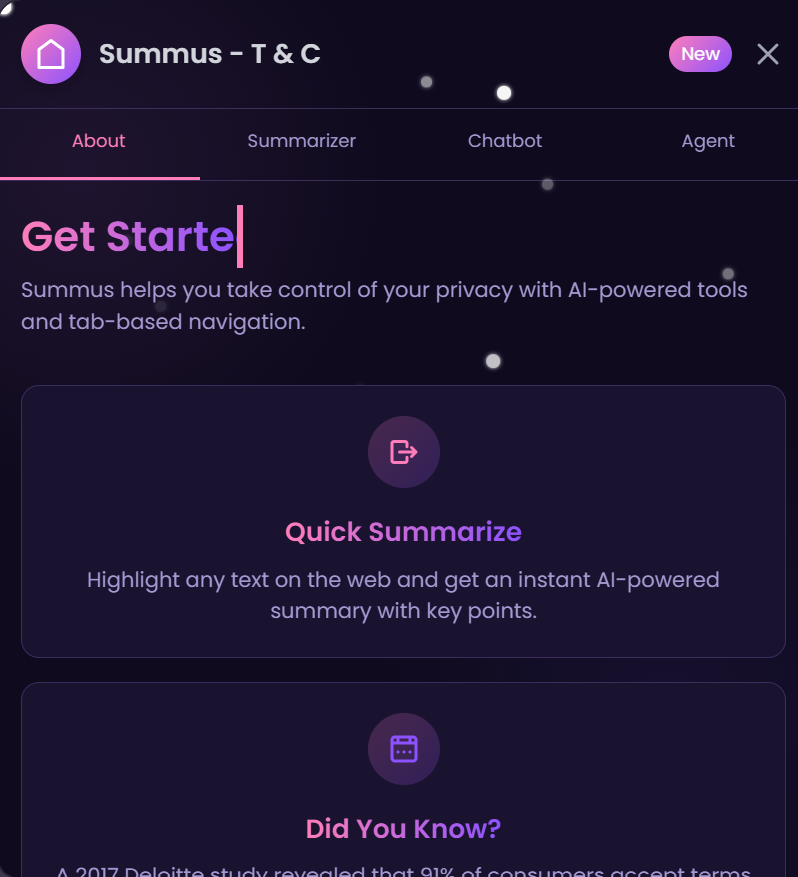 Summus - T & C
New
About
Summarizer
Chatbot
Agent
Get Starte
Summus helps you take control of your privacy with AI-powered tools
and tab-based navigation.
Quick Summarize
Highlight any text on the web and get an instant AI-powered
summary with key points.
Did You Know?
A 2017 Deloitte study revealed that 91% of consumers accept terms